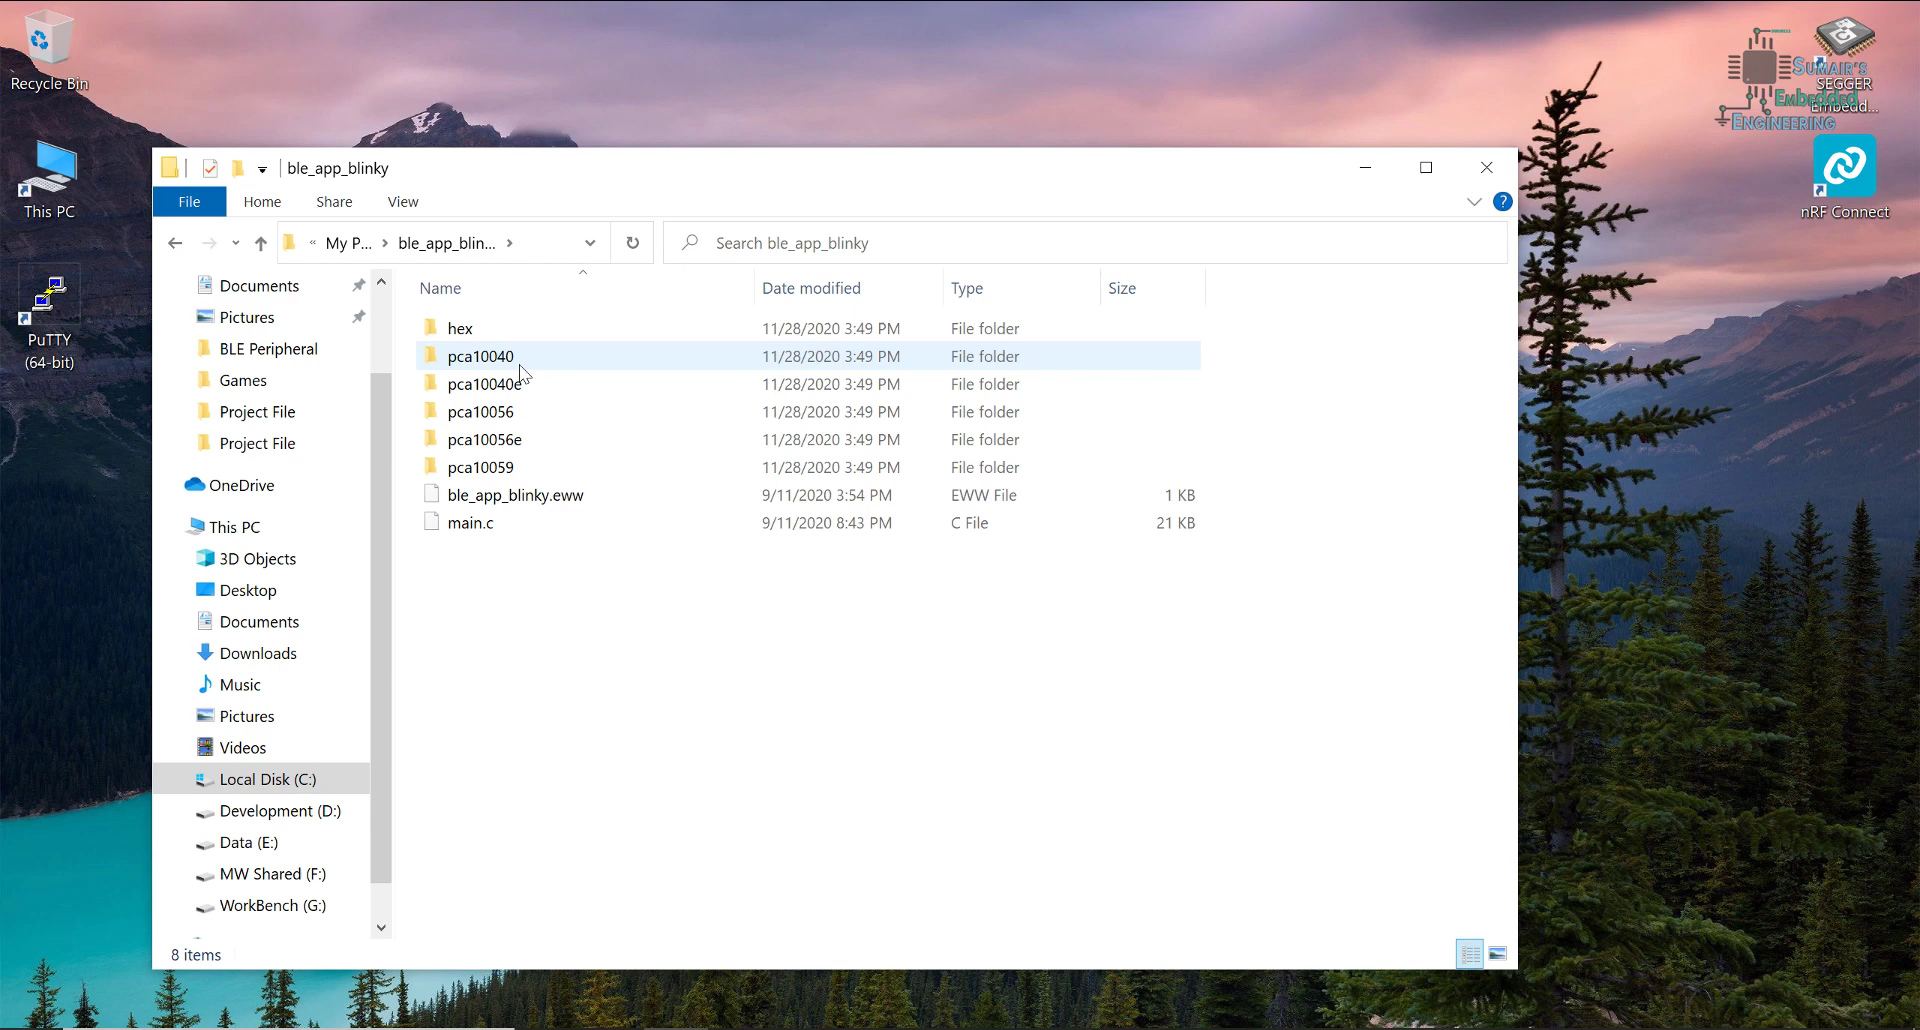 Recycle Bin
This PC
PuTTY
(64-bit)
SUMAIR'S
Embedded
ENGINEERING
SEGGER
Embedd...
nRF Connect
ble_app_blinky
File Home Share View
« My P... › ble_app_blin... ›
Search ble_app_blinky
Documents
Pictures
BLE Peripheral
Games
Project File
Project File
OneDrive
This PC
3D Objects
Desktop
Documents
Downloads
Music
Pictures
Videos
Local Disk (C:)
Development (D:)
Data (E:)
MW Shared (F:)
WorkBench (G:)
Name Date modified Type Size
hex 11/28/2020 3:49 PM File folder
pca10040 11/28/2020 3:49 PM File folder
pca10040e 11/28/2020 3:49 PM File folder
pca10056 11/28/2020 3:49 PM File folder
pca10056e 11/28/2020 3:49 PM File folder
pca10059 11/28/2020 3:49 PM File folder
ble_app_blinky.eww 9/11/2020 3:54 PM EWW File 1 KB
main.c 9/11/2020 8:43 PM C File 21 KB
8 items